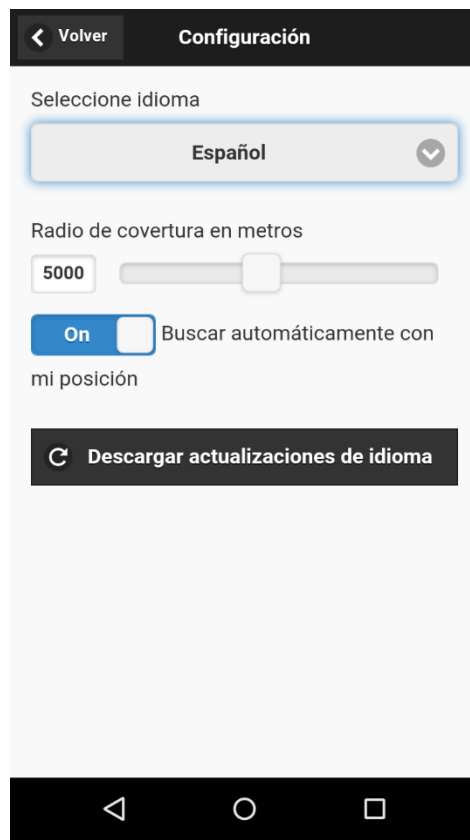 Volver
Configuración
Seleccione idioma
Español
Radio de covertura en metros
5000
On
Buscar automáticamente con
mi posición
Descargar actualizaciones de idioma